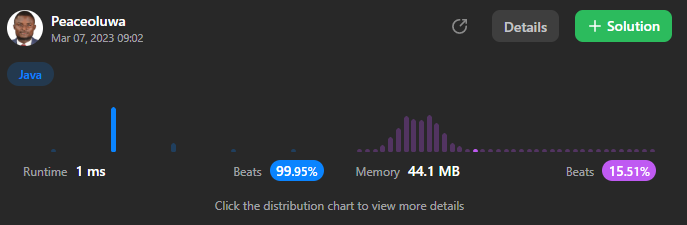 Peaceoluwa
Mar 07, 2023 09:02
Details
+ Solution
Java
Runtime 1 ms Beats 99.95%
Memory 44.1 MB Beats 15.51%
Click the distribution chart to view more details